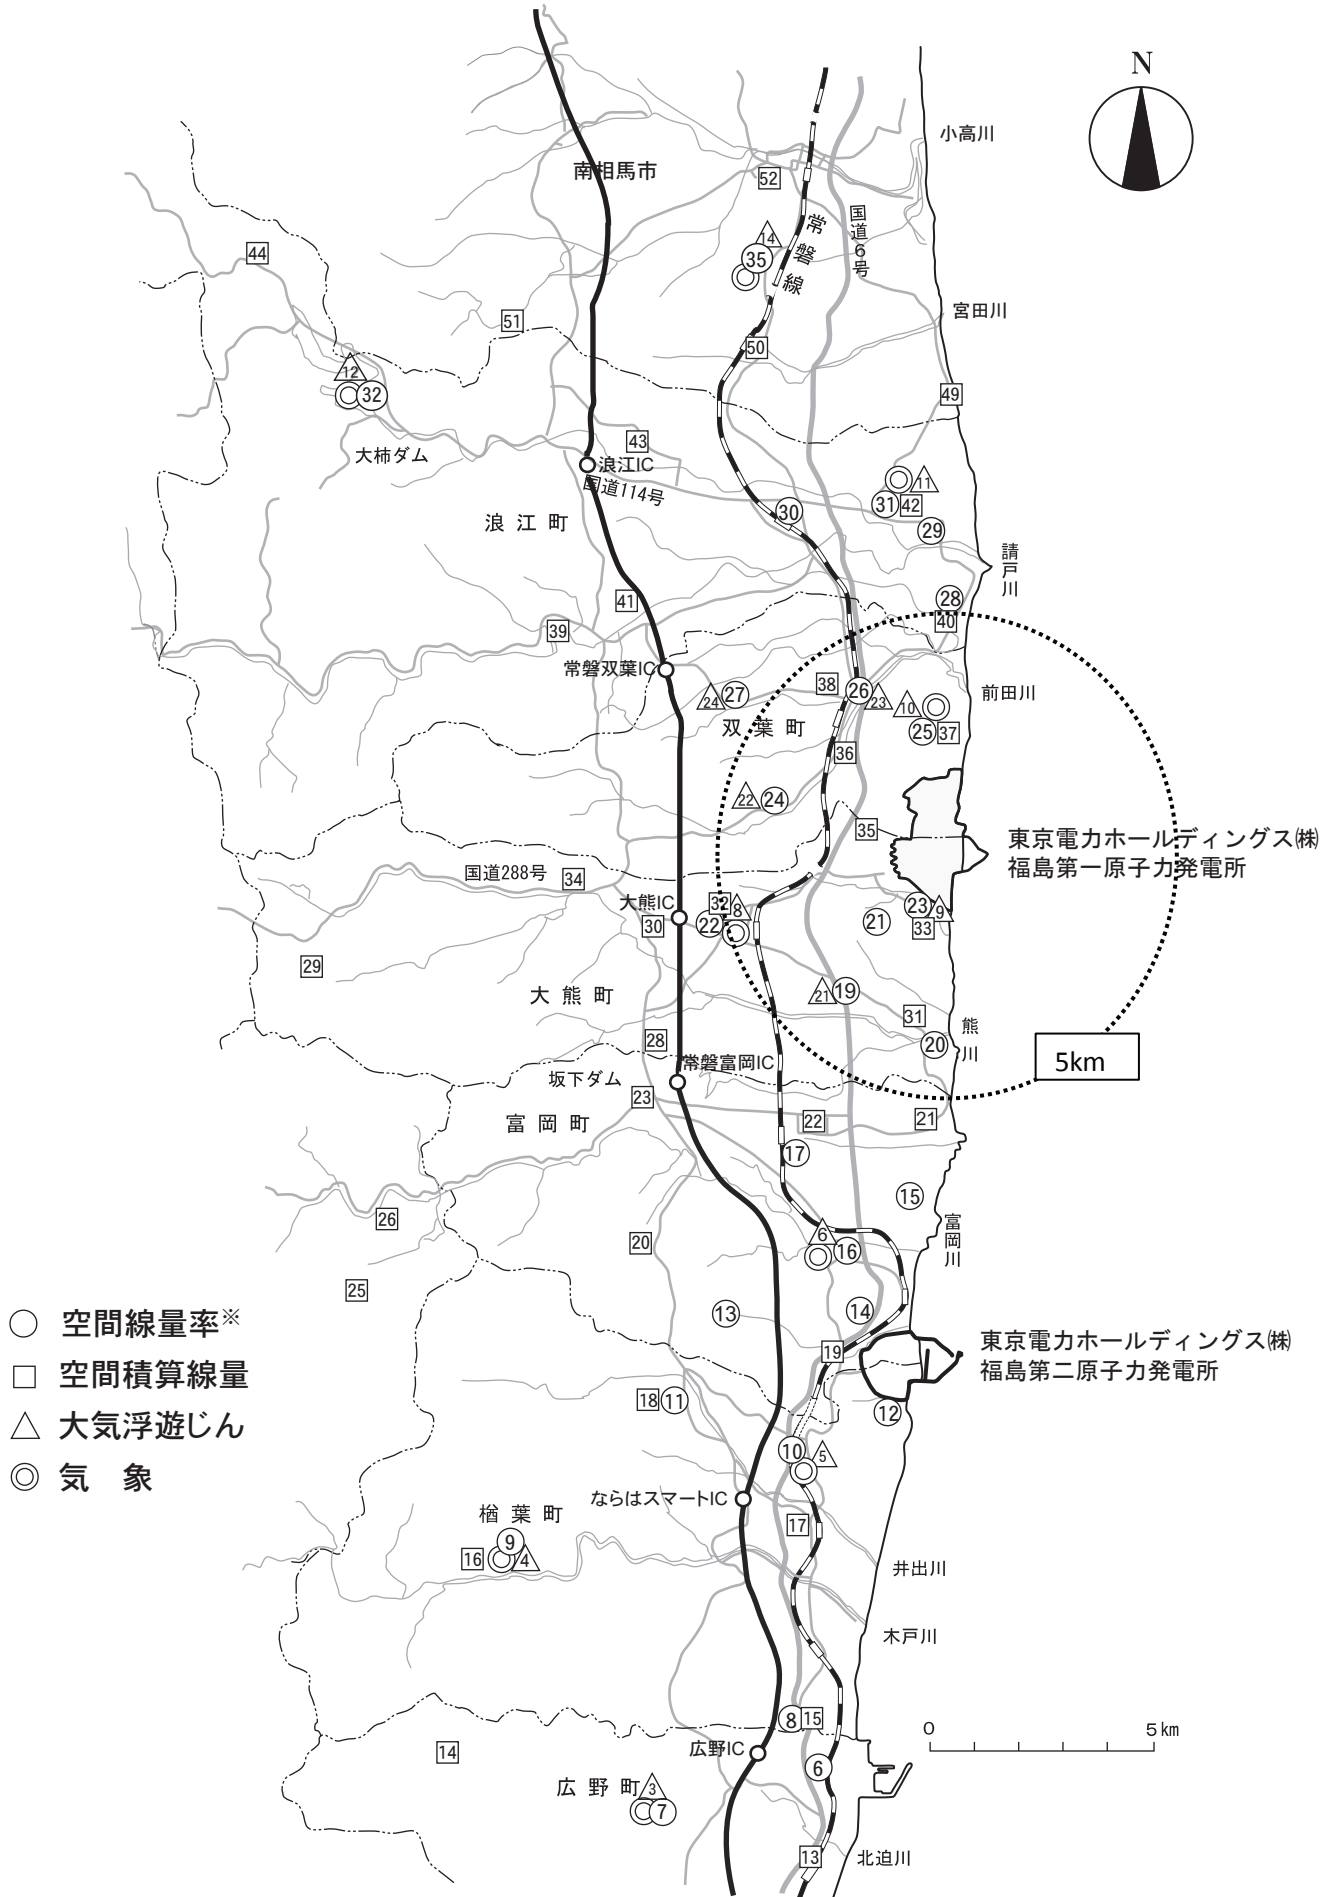 N
小高川
南相馬市
52
国道6号
常磐線
14
35
44
宮田川
51
50
12
32
49
43
大柿ダム
浪江IC
国道114号
11
31
42
30
29
浪江町
請戸川
28
40
41
39
常磐双葉IC
24
27
38
26
23
10
前田川
25
37
双葉町
36
22
24
35
東京電力ホールディングス㈱
福島第一原子力発電所
国道288号
34
大熊IC
32
8
22
30
23
9
21
33
29
21
19
大熊町
31
熊川
20
28
常磐富岡IC
5km
坂下ダム
23
富岡町
22
21
17
15
26
富岡川
20
6
16
25
13
14
○ 空間線量率※
19
東京電力ホールディングス㈱
福島第二原子力発電所
□ 空間積算線量
18
11
12
△ 大気浮遊じん
10
5
◎ 気象
ならはスマートIC
楢葉町
17
9
16
4
井出川
木戸川
8
15
0 5km
広野IC
14
6
広野町
3
7
13
北迫川